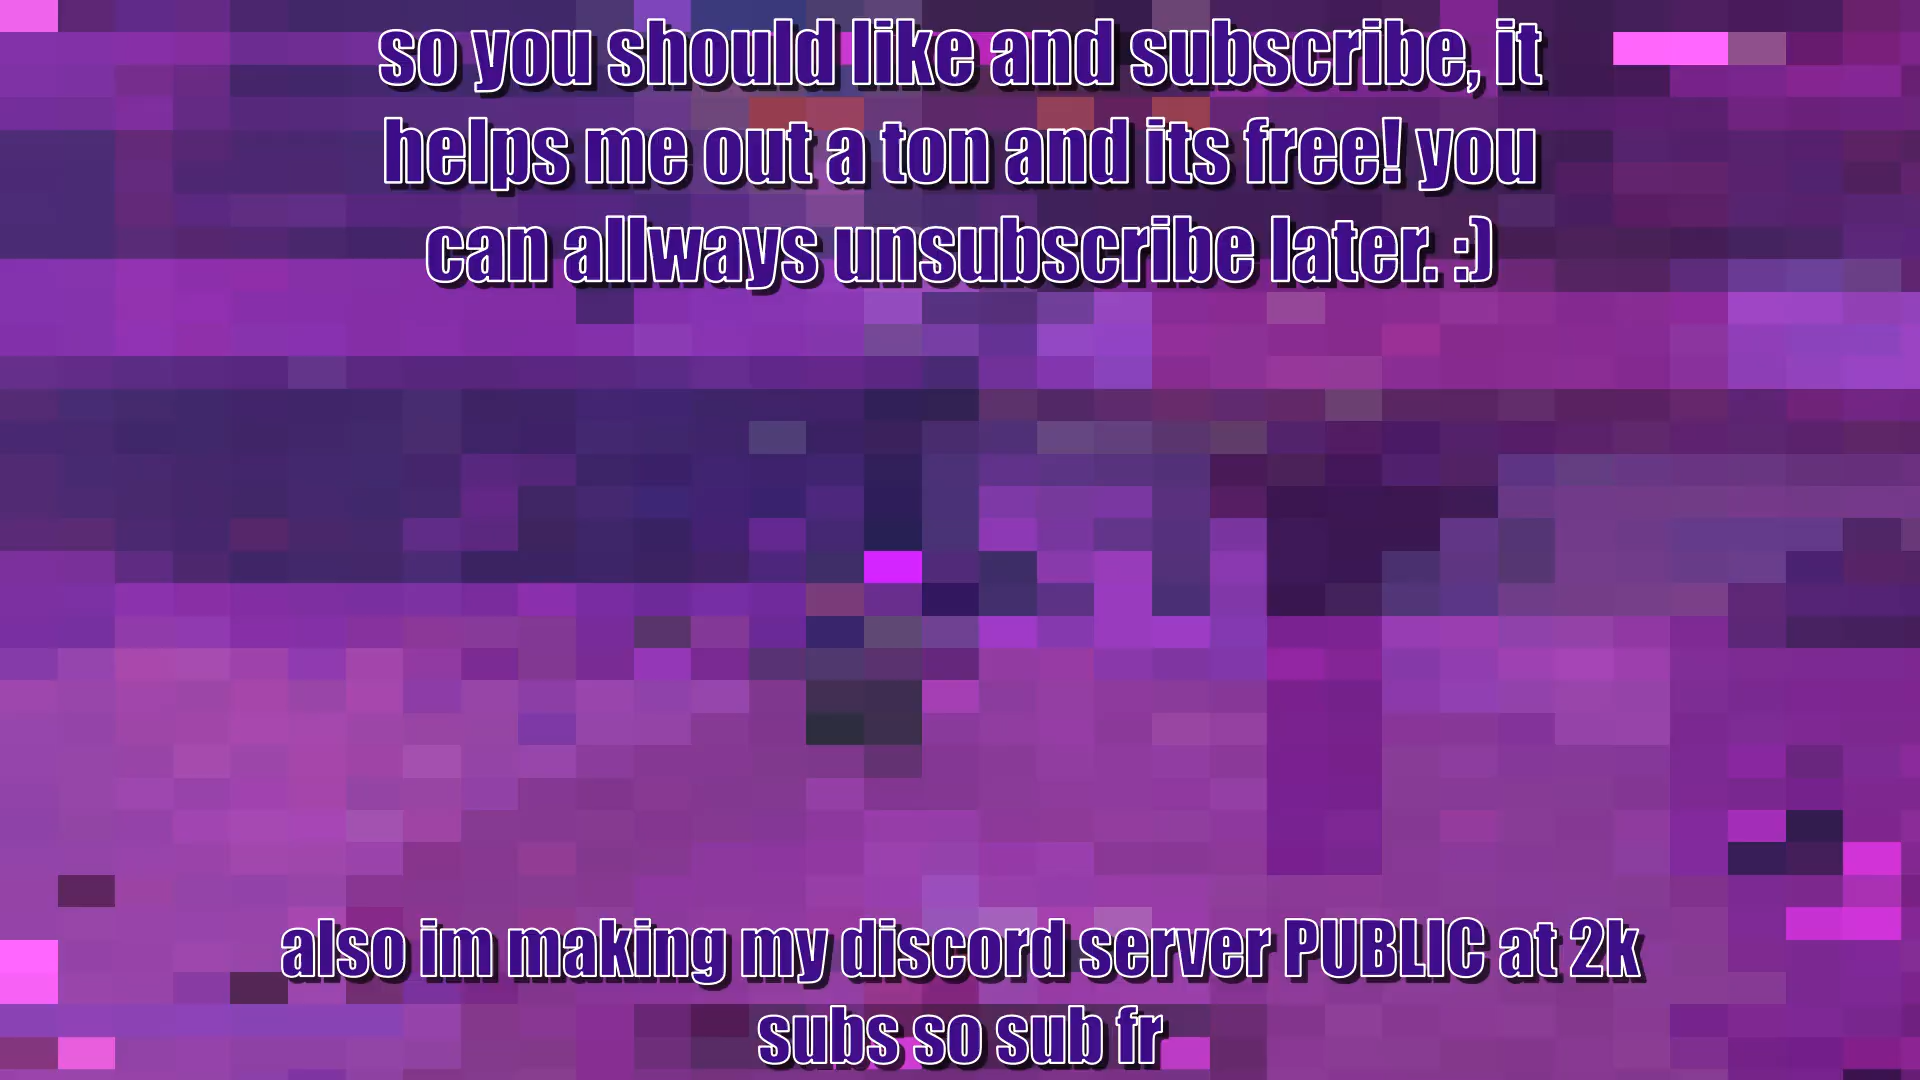 so you should like and subscribe, it
helps me out a ton and its free! you
can allways unsubscribe later. :)
also im making my discord server PUBLIC at 2k
subs so sub fr